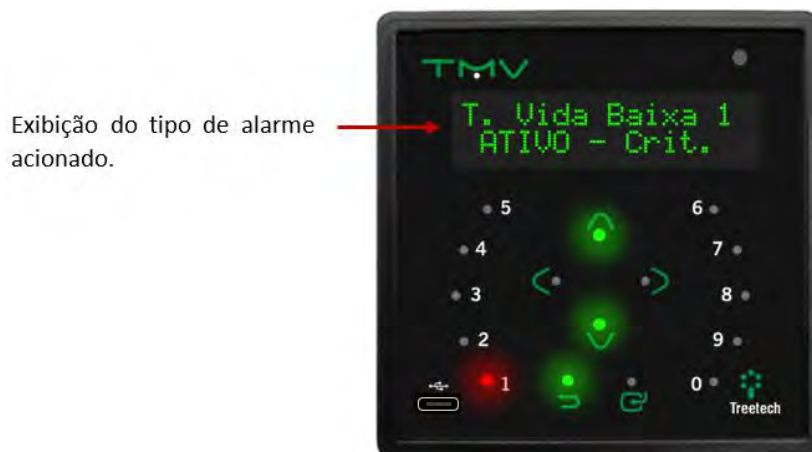 Exibição do tipo de alarme
acionado.
TMV
T. Vida Baixa 1
ATIVO - Crit.
5
6
4
7
3
8
2
9
1
0
Treetech